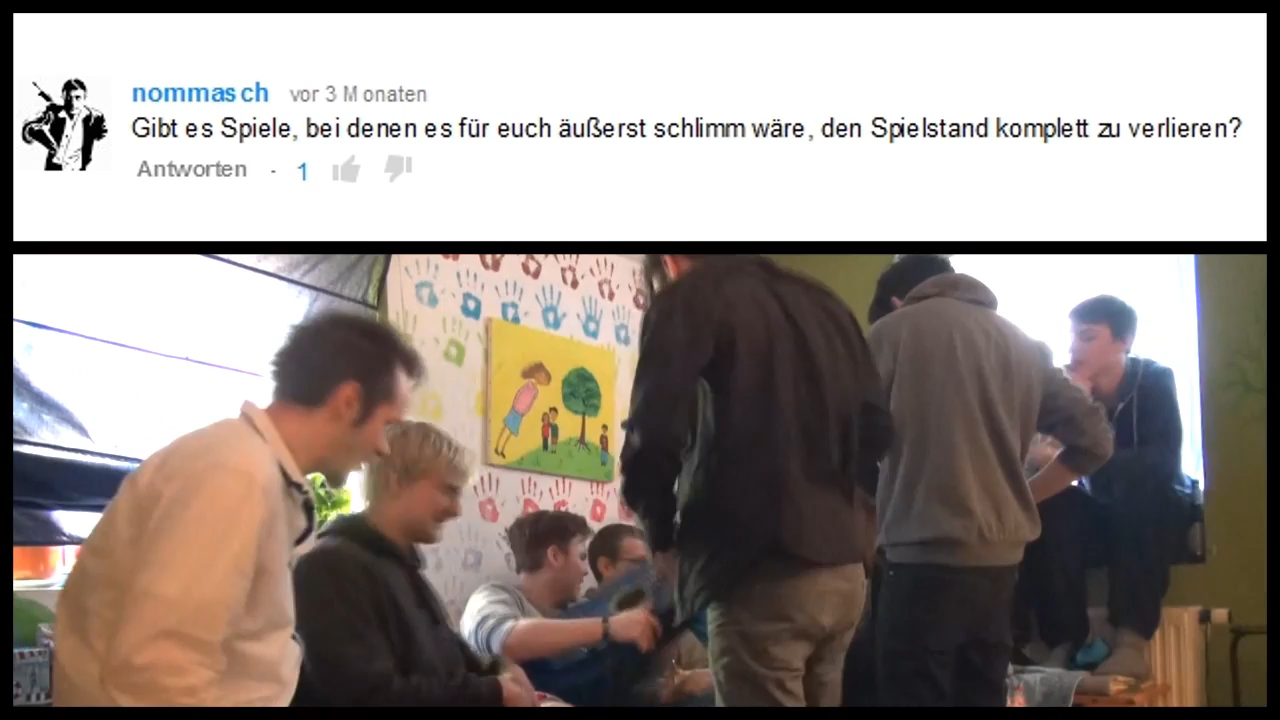 nommasch vor 3 Monaten
Gibt es Spiele, bei denen es für euch äußerst schlimm wäre, den Spielstand komplett zu verlieren?
Antworten · 1